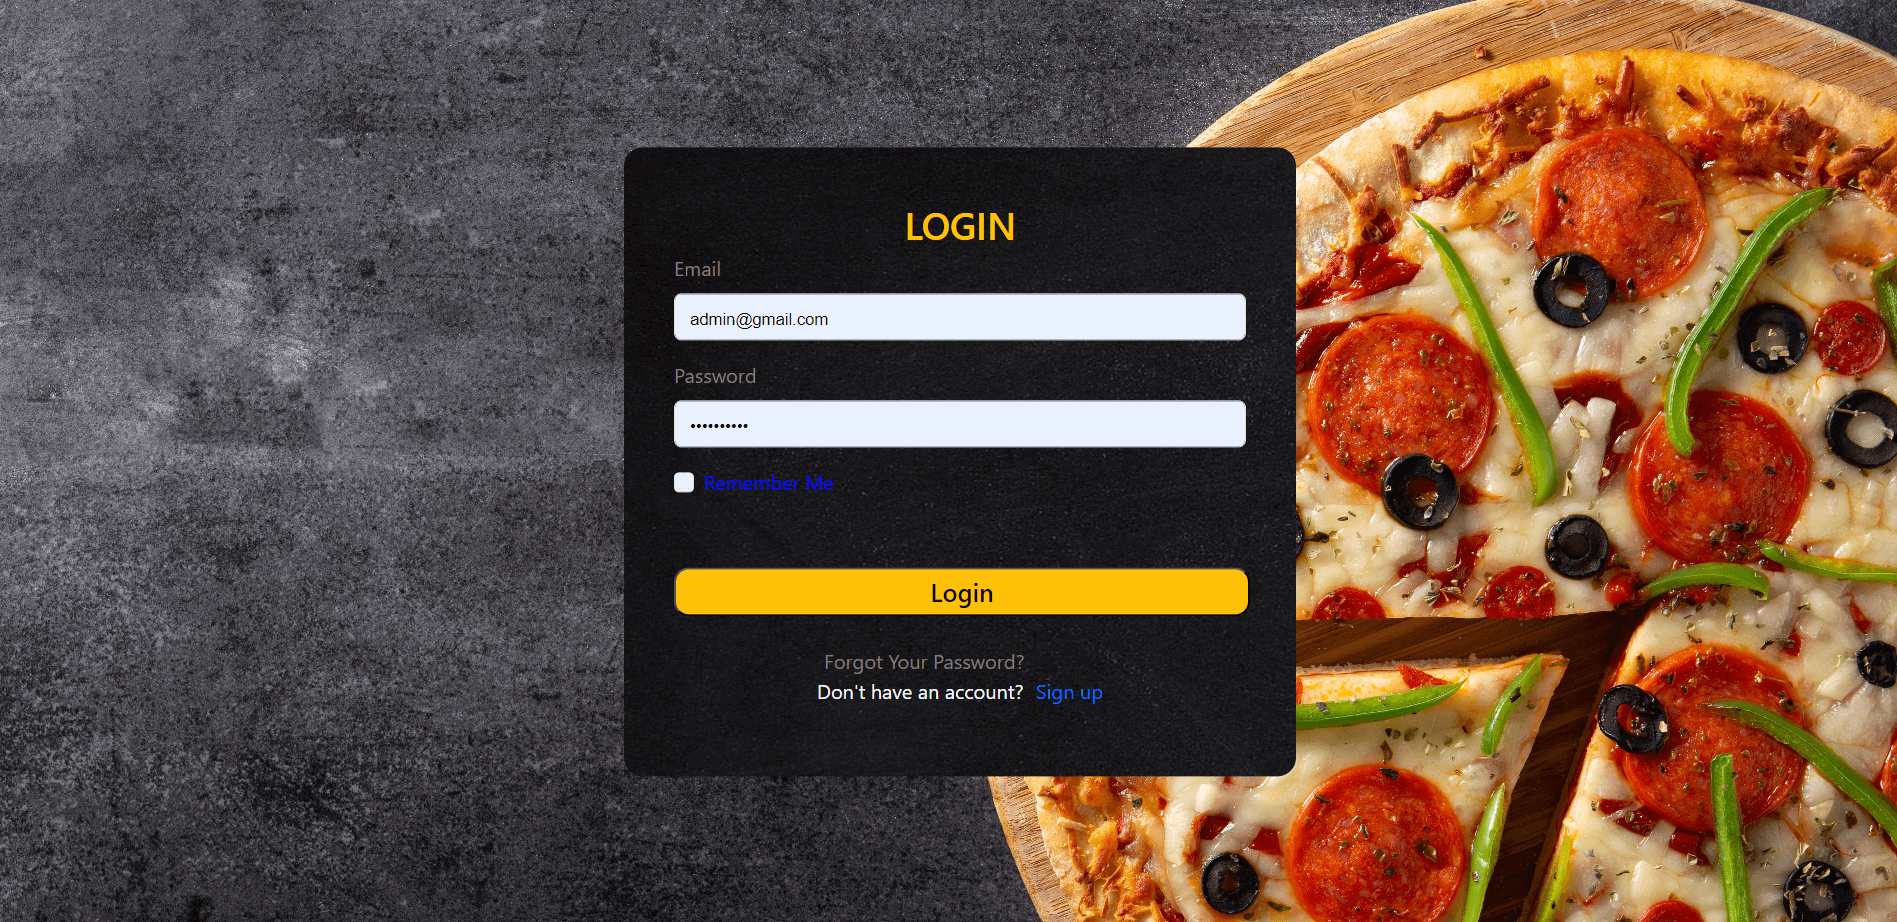 LOGIN
Email
admin@gmail.com
Password
••••••••••
Remember Me
Login
Forgot Your Password?
Don't have an account? Sign up